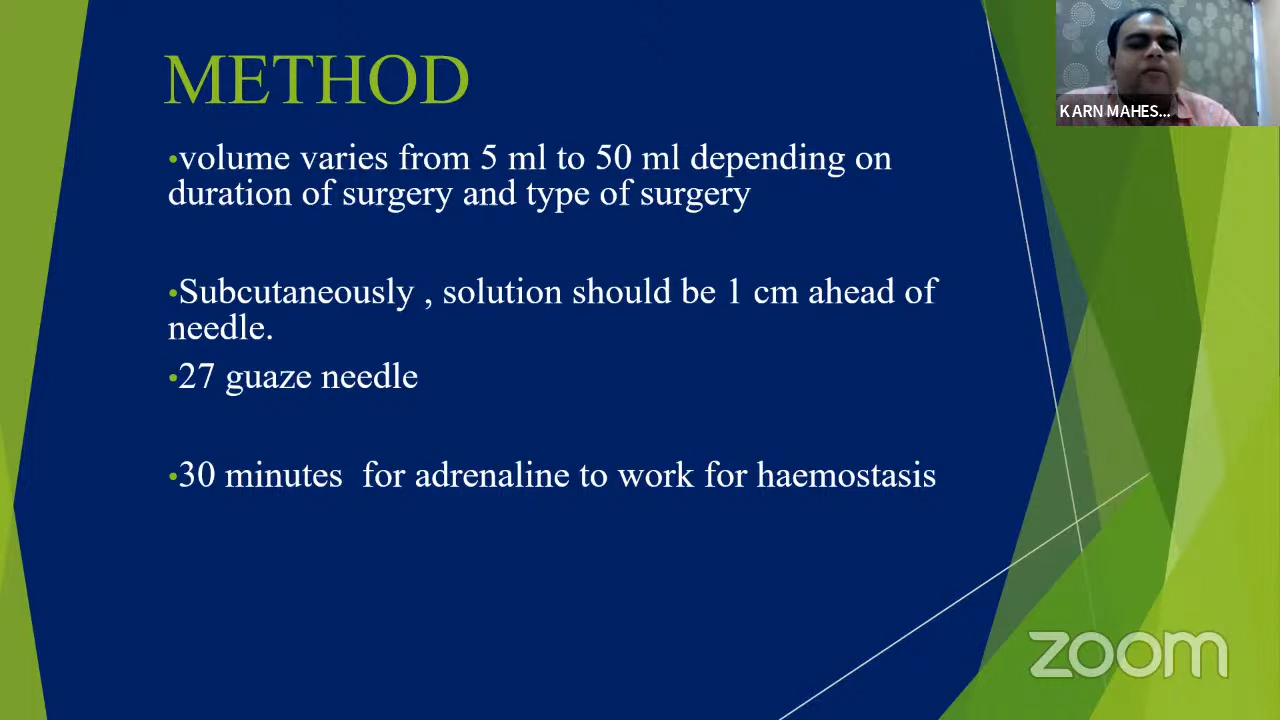 METHOD
•volume varies from 5 ml to 50 ml depending on
duration of surgery and type of surgery
•Subcutaneously , solution should be 1 cm ahead of
needle.
•27 guaze needle
•30 minutes  for adrenaline to work for haemostasis
KARN MAHES...
zoom